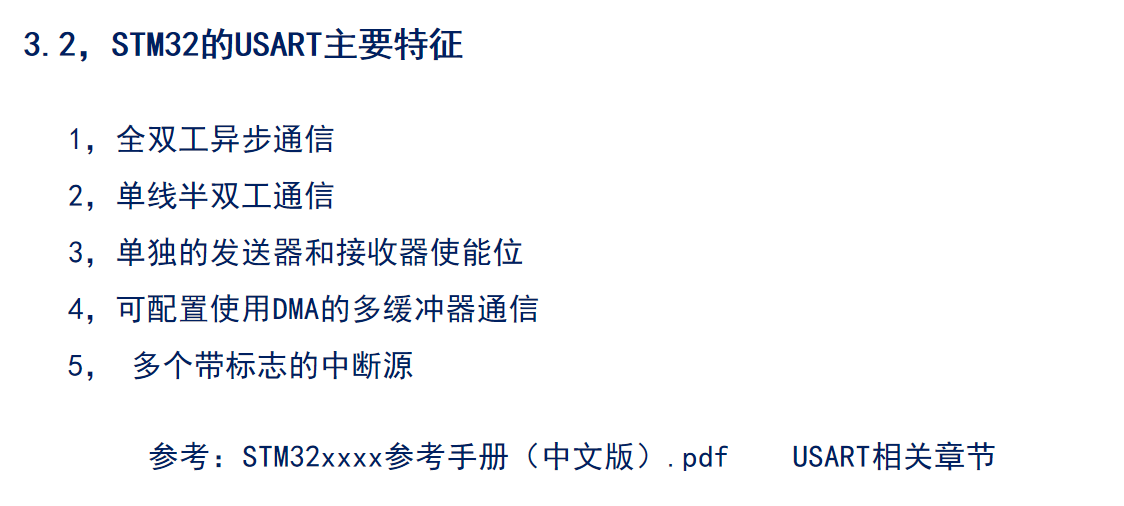 3.2，STM32的USART主要特征
1，全双工异步通信
2，单线半双工通信
3，单独的发送器和接收器使能位
4，可配置使用DMA的多缓冲器通信
5， 多个带标志的中断源
参考：STM32xxxx参考手册（中文版）.pdf    USART相关章节